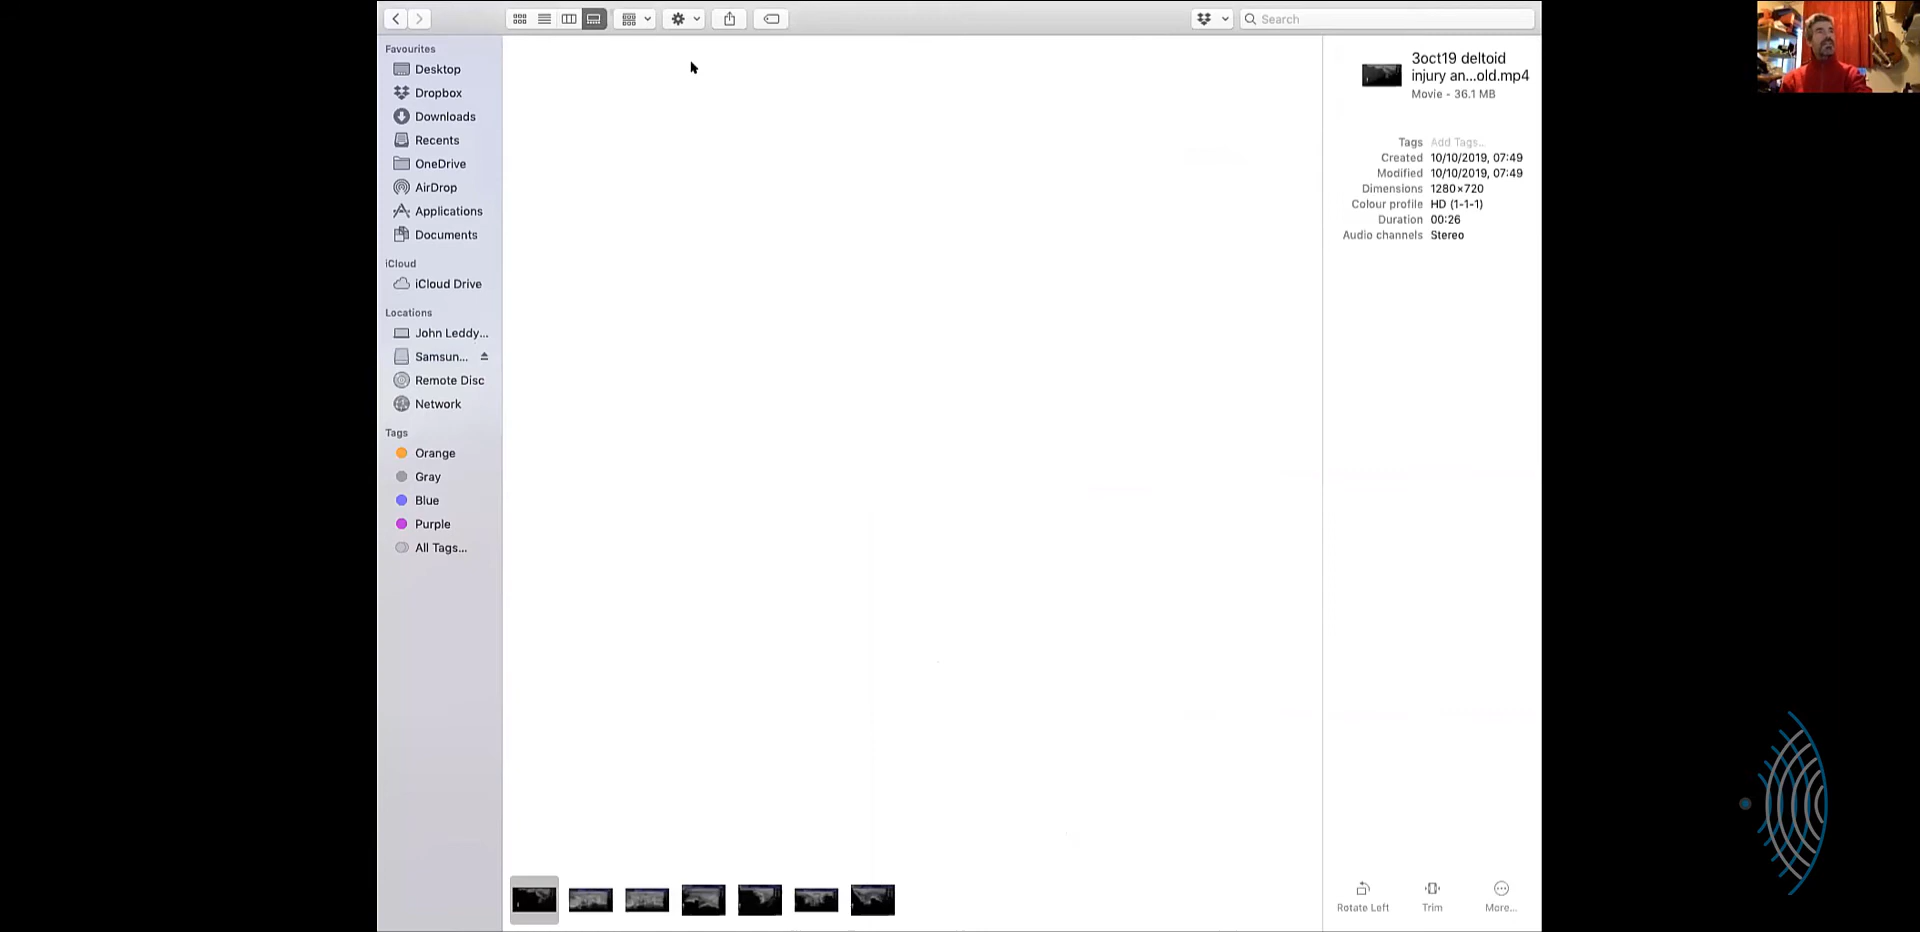 Search
Favourites
Desktop
Dropbox
Downloads
Recents
OneDrive
AirDrop
Applications
Documents
iCloud
iCloud Drive
Locations
John Leddy...
Samsun...
Remote Disc
Network
Tags
Orange
Gray
Blue
Purple
All Tags...
3oct19 deltoid
injury an...old.mp4
Movie - 36.1 MB
Tags Add Tags...
Created 10/10/2019, 07:49
Modified 10/10/2019, 07:49
Dimensions 1280×720
Colour profile HD (1-1-1)
Duration 00:26
Audio channels Stereo
Rotate Left
Trim
More...